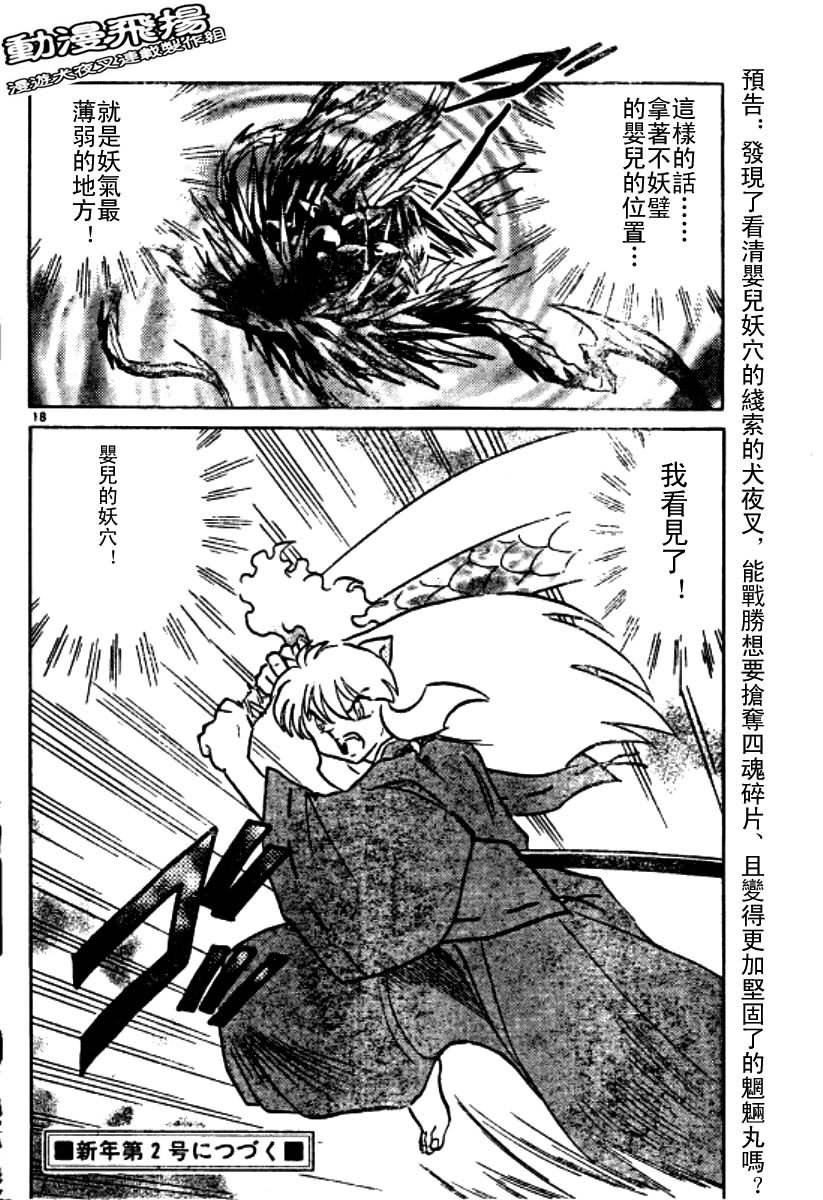 動漫飛揚
漫遊犬夜叉連載製作組
預告：發現了看清嬰兒妖穴的綫索的犬夜叉，能戰勝想要搶奪四魂碎片、且變得更加堅固了的魍魎丸嗎？
這樣的話……
拿著不妖璧
的嬰兒的位置…
就是妖氣最
薄弱的地方！
18
我看見了！
嬰兒的妖穴！
■新年第2号につづく■